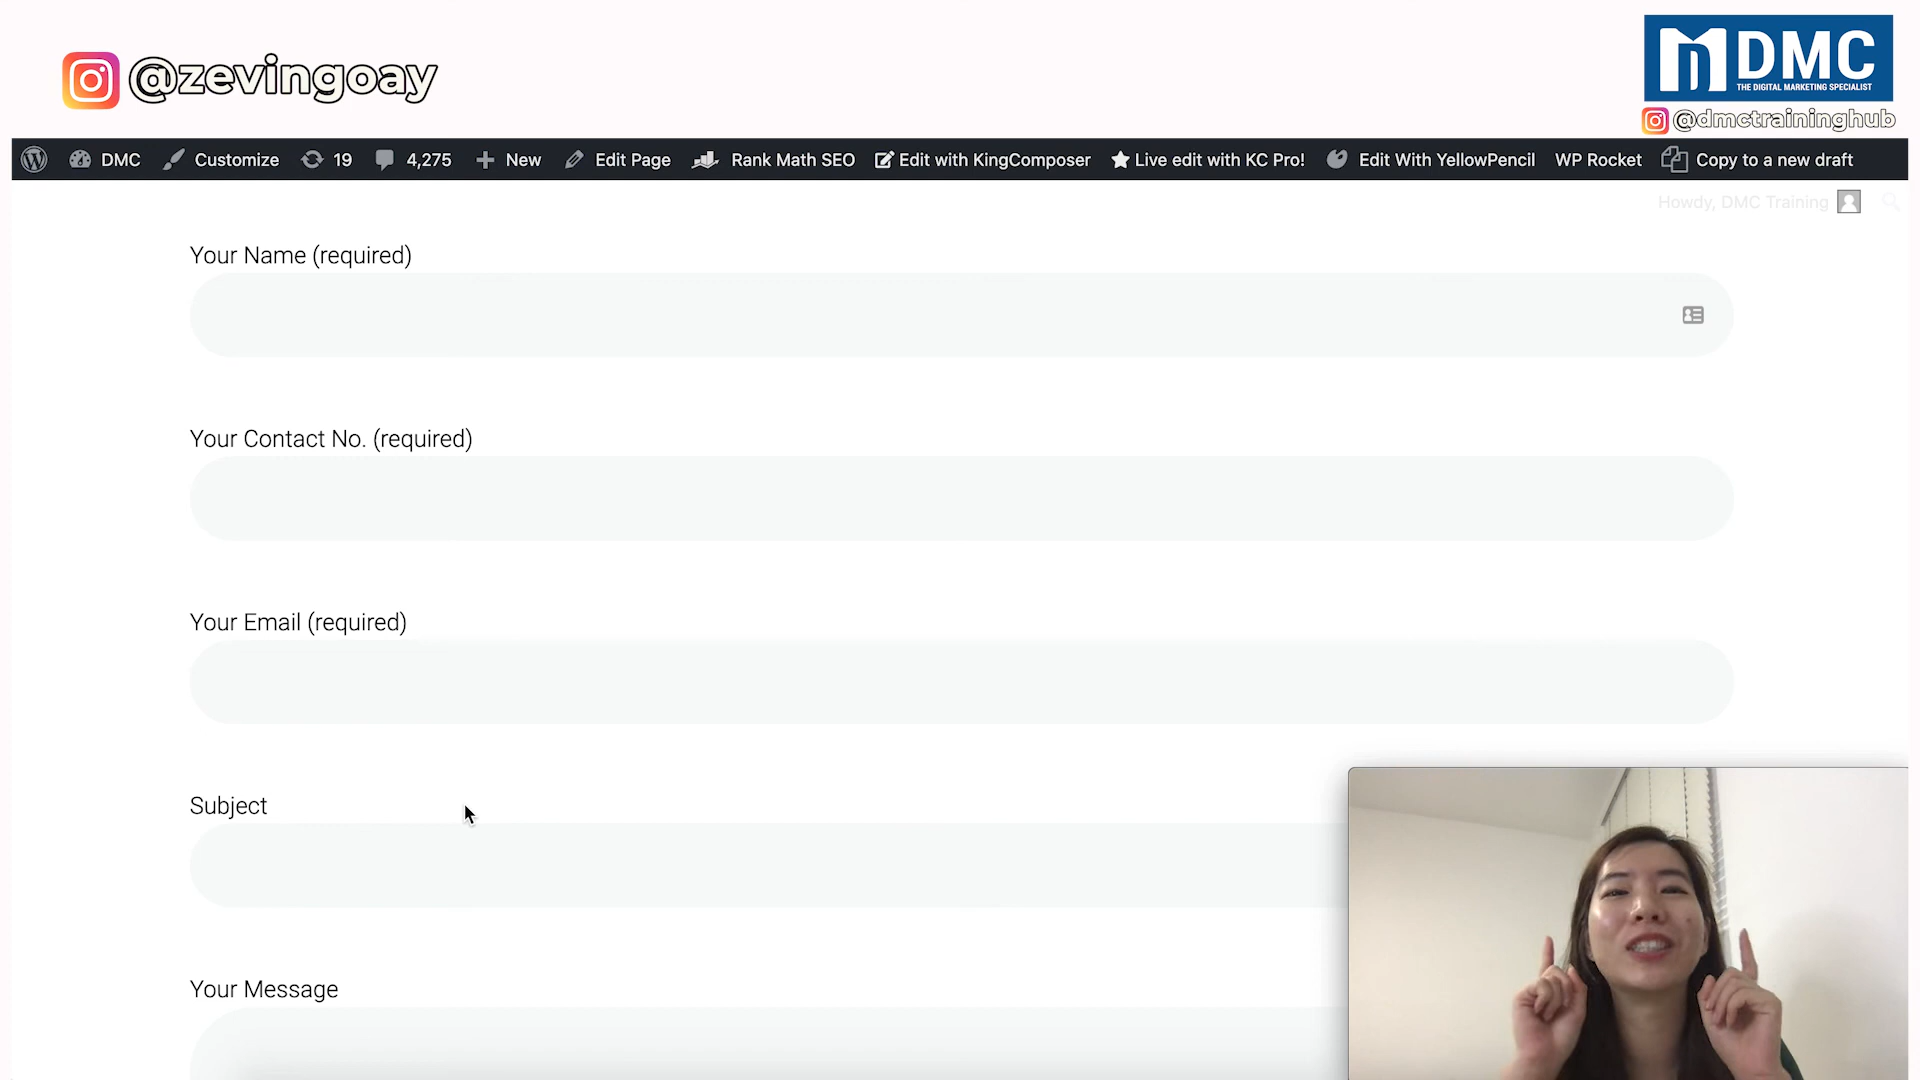 @zevingoay
DMC
THE DIGITAL MARKETING SPECIALIST
@dmctraininghub
DMC Customize 19 4,275 New Edit Page Rank Math SEO Edit with KingComposer Live edit with KC Pro! Edit With YellowPencil WP Rocket Copy to a new draft
Howdy, DMC Training
Your Name (required)
Your Contact No. (required)
Your Email (required)
Subject
Your Message